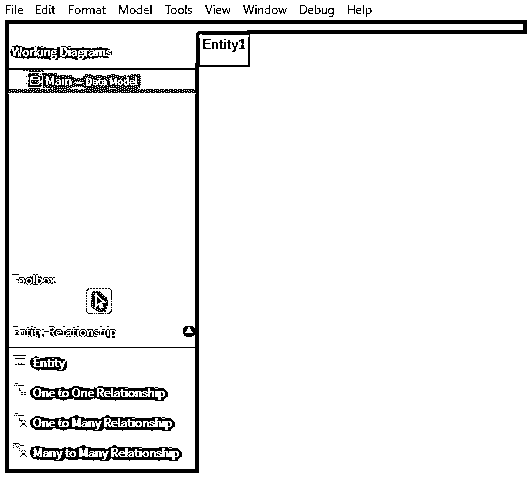 File Edit Format Model Tools View Window Debug Help
Working Diagrams
Entity1
Main — Data Model
Toolbox
Entity-Relationship
Entity
One to One Relationship
One to Many Relationship
Many to Many Relationship